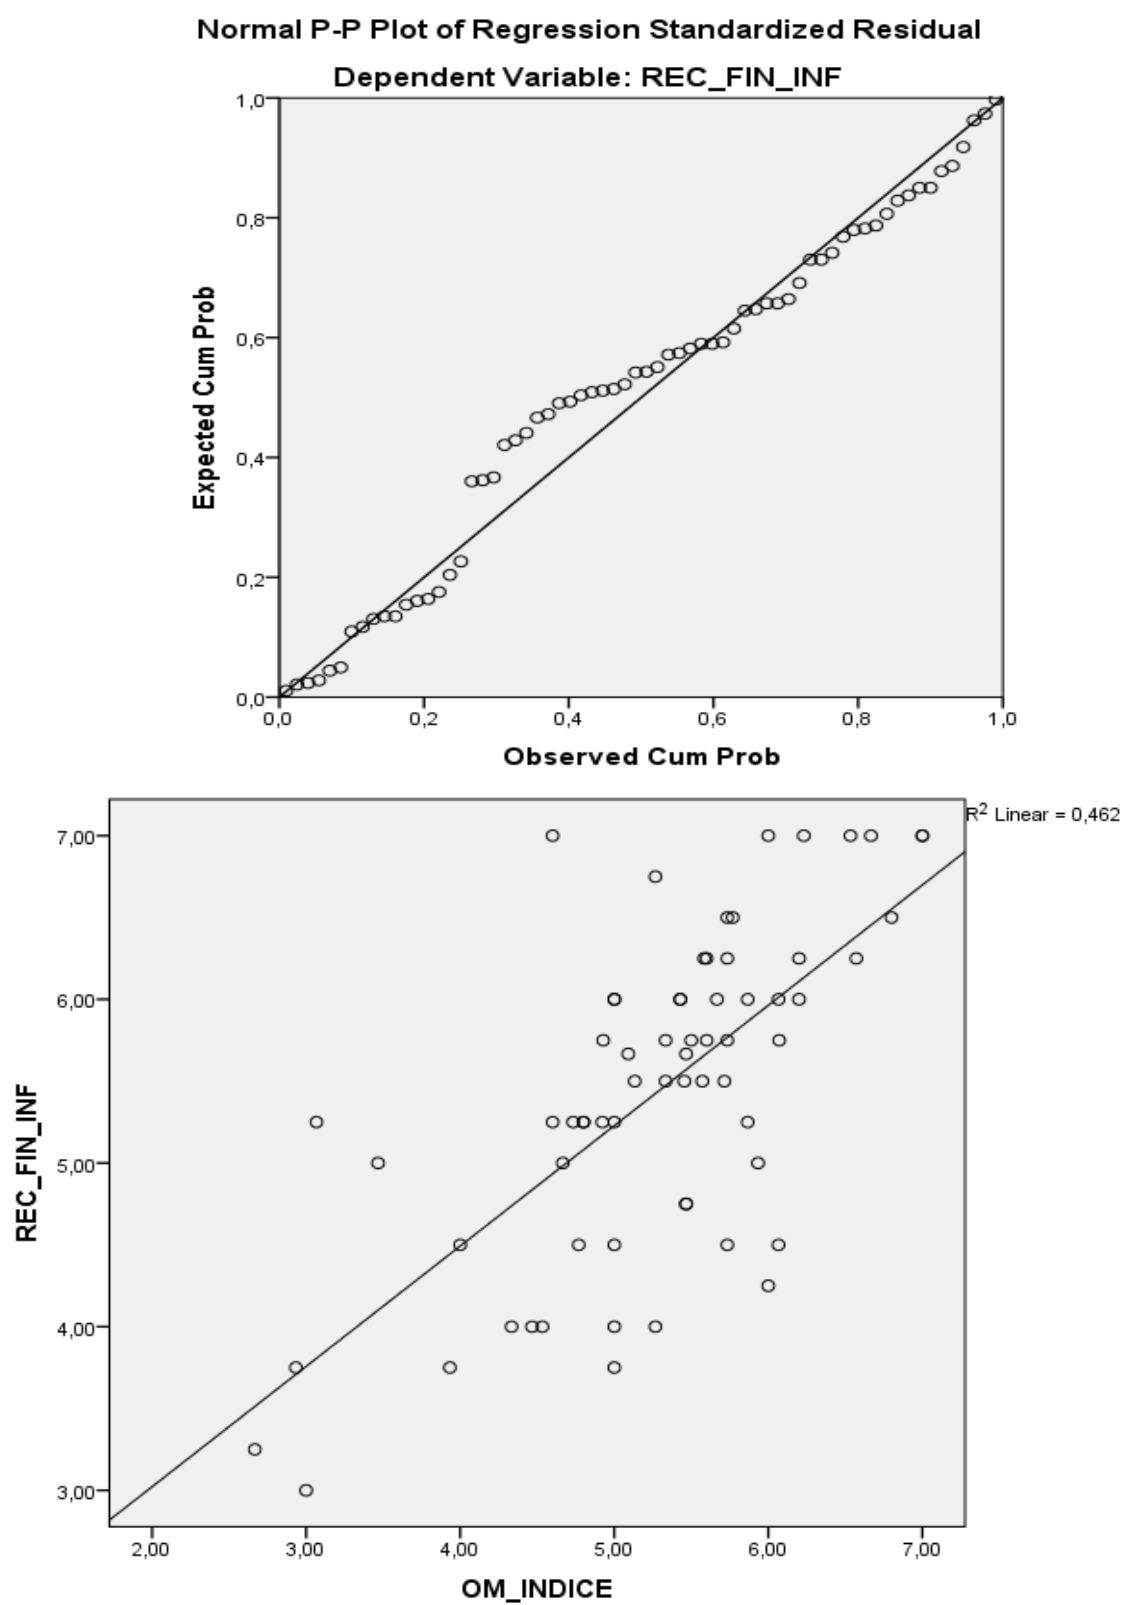 Normal P-P Plot of Regression Standardized Residual
Dependent Variable: REC_FIN_INF
1,0
0,8
0,6
0,4
0,2
0,0
Expected Cum Prob
0,0 0,2 0,4 0,6 0,8 1,0
Observed Cum Prob
R² Linear = 0,462
7,00
6,00
5,00
4,00
3,00
REC_FIN_INF
2,00 3,00 4,00 5,00 6,00 7,00
OM_INDICE